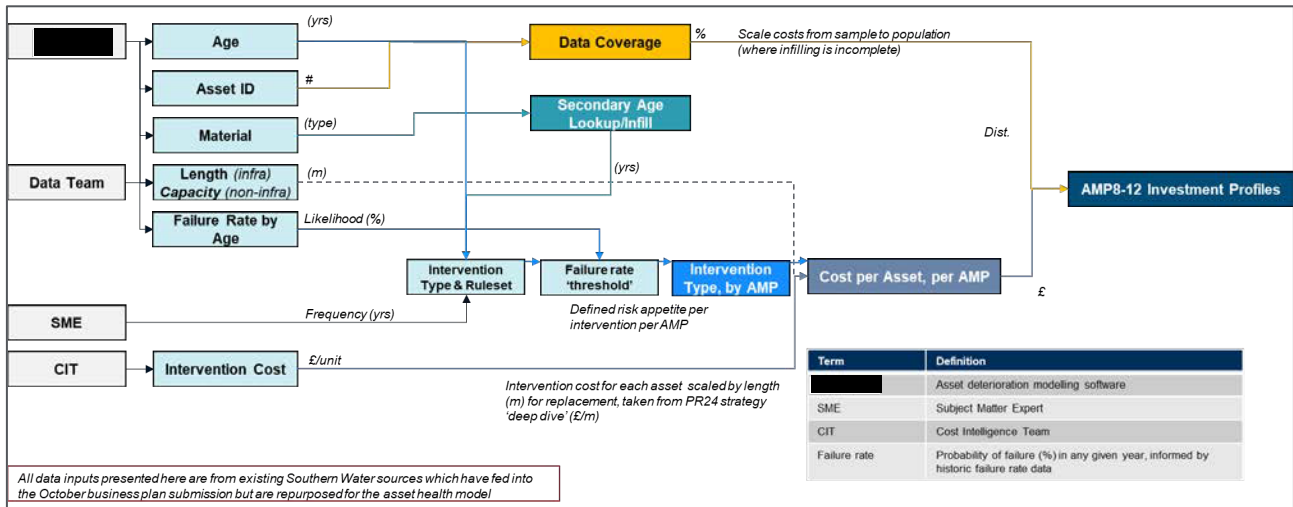 (yrs)
Age
Data Coverage
%
Scale costs from sample to population
(where infilling is incomplete)
Asset ID
#
Secondary Age
Lookup/Infill
Material
(type)
Dist.
(yrs)
Data Team
Length (infra)
Capacity (non-infra)
(m)
AMP8-12 Investment Profiles
Failure Rate by
Age
Likelihood (%)
Intervention
Type & Ruleset
Failure rate
‘threshold’
Intervention
Type, by AMP
Cost per Asset, per AMP
£
SME
Frequency (yrs)
Defined risk appetite per
intervention per AMP
CIT
Intervention Cost
£/unit
Intervention cost for each asset scaled by length
(m) for replacement, taken from PR24 strategy
‘deep dive’ (£/m)
Term Definition
Asset deterioration modelling software
SME Subject Matter Expert
CIT Cost Intelligence Team
Failure rate Probability of failure (%) in any given year, informed by
historic failure rate data
All data inputs presented here are from existing Southern Water sources which have fed into
the October business plan submission but are repurposed for the asset health model